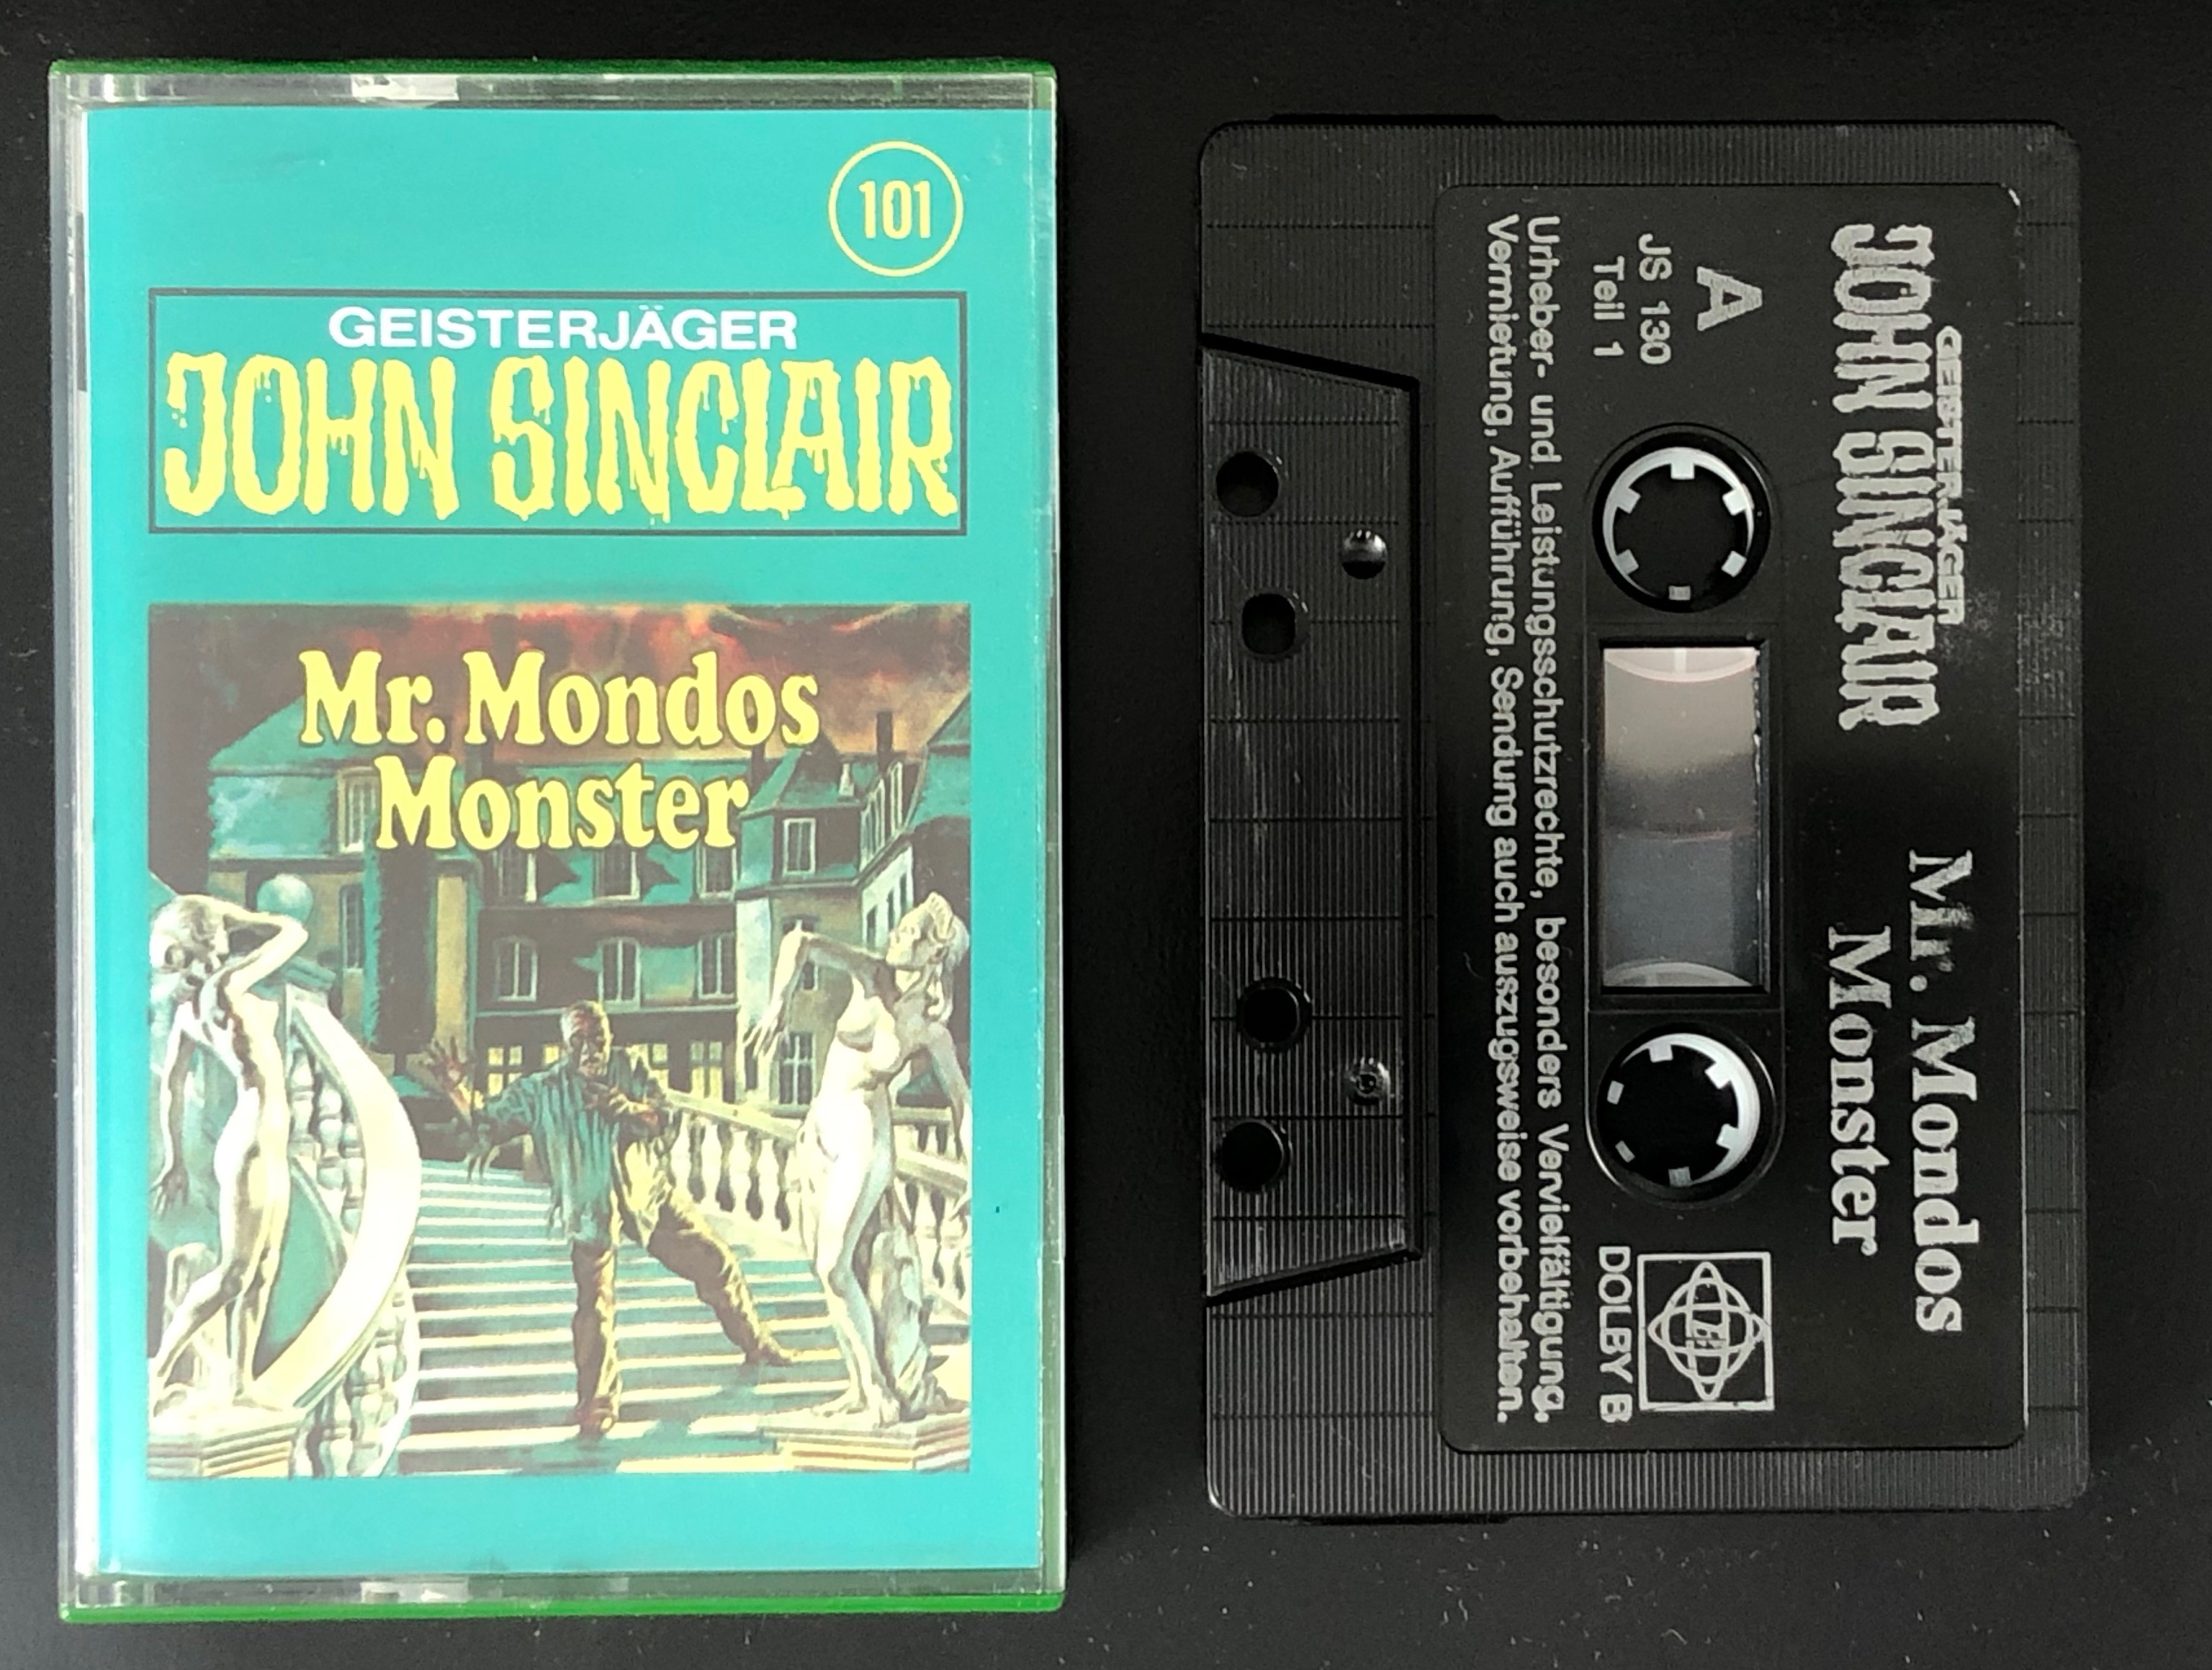 101
GEISTERJÄGER
JOHN SINCLAIR
Mr. Mondos
Monster
GEISTERJÄGER
JOHN SINCLAIR
Mr. Mondos
Monster
A
JS 130
Teil 1
DOLBY B
Urheber- und Leistungsschutzrechte, besonders Vervielfältigung,
Vermietung, Aufführung, Sendung auch auszugsweise vorbehalten.